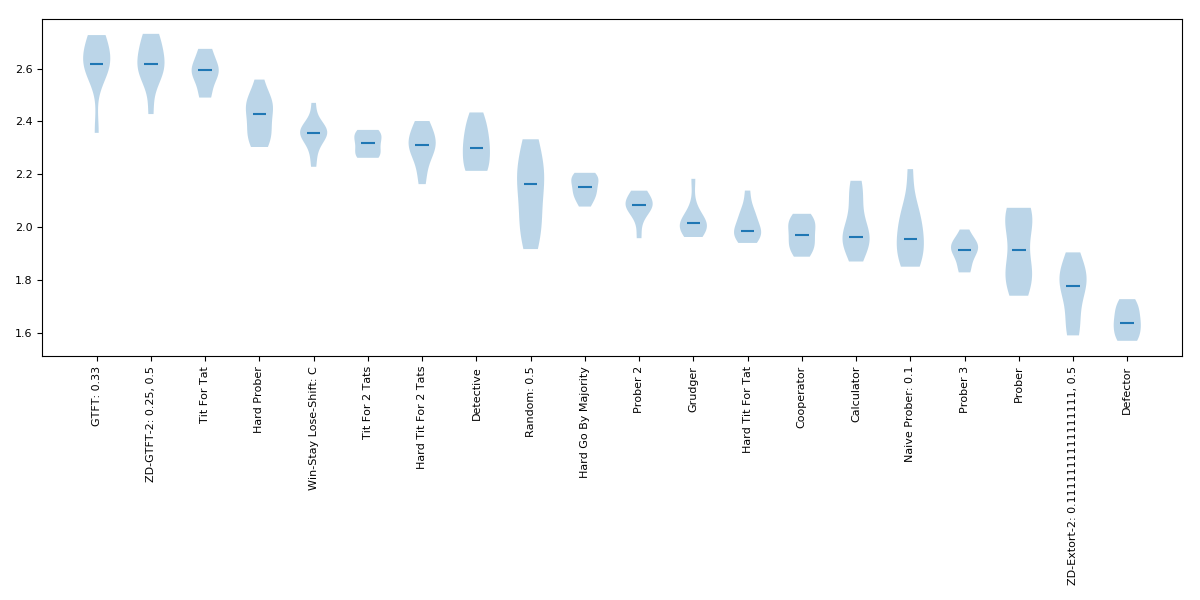 2.6
2.4
2.2
2.0
1.8
1.6
GTFT: 0.33
ZD-GTFT-2: 0.25, 0.5
Tit For Tat
Hard Prober
Win-Stay Lose-Shift: C
Tit For 2 Tats
Hard Tit For 2 Tats
Detective
Random: 0.5
Hard Go By Majority
Prober 2
Grudger
Hard Tit For Tat
Cooperator
Calculator
Naive Prober: 0.1
Prober 3
Prober
ZD-Extort-2: 0.1111111111111111, 0.5
Defector